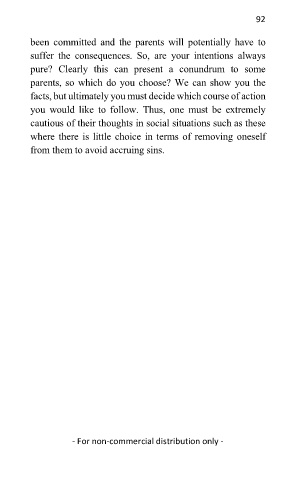 92
been committed and the parents will potentially have to
suffer the consequences. So, are your intentions always
pure? Clearly this can present a conundrum to some
parents, so which do you choose? We can show you the
facts, but ultimately you must decide which course of action
you would like to follow. Thus, one must be extremely
cautious of their thoughts in social situations such as these
where there is little choice in terms of removing oneself
from them to avoid accruing sins.
- For non-commercial distribution only -